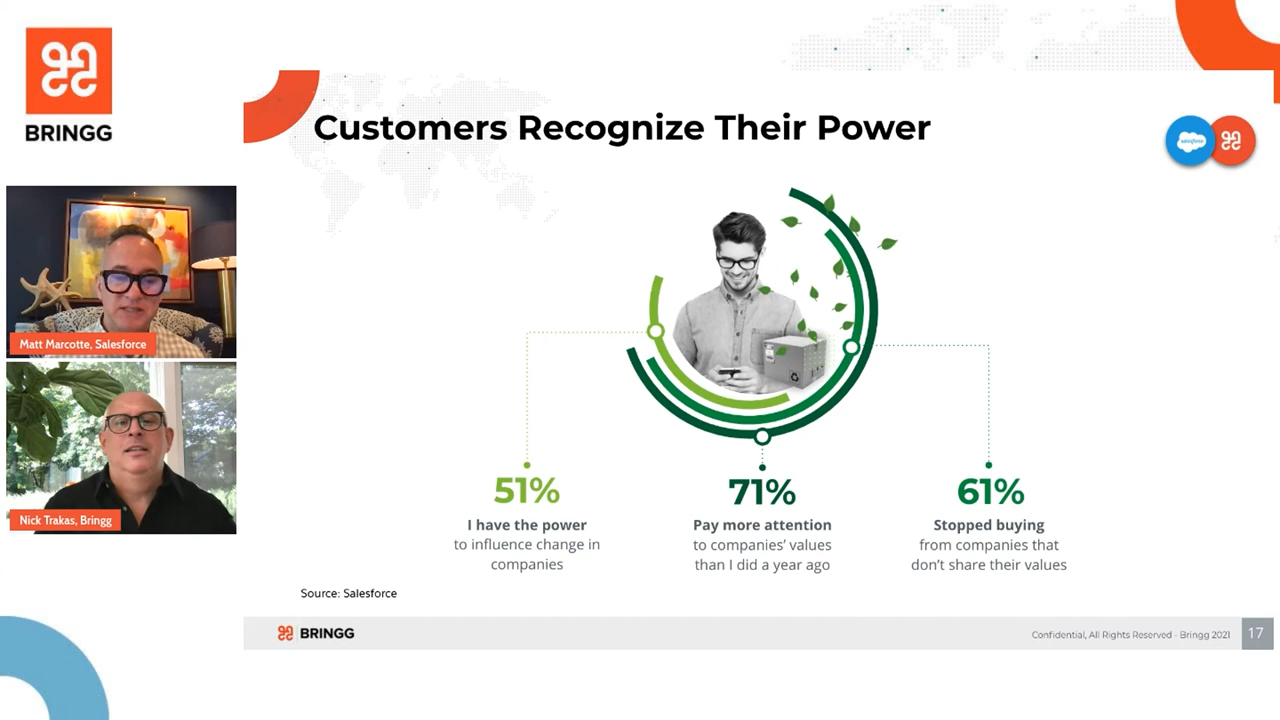 BRINGG
Customers Recognize Their Power
salesforce
Matt Marcotte, Salesforce
Nick Trakas, Bringg
51%
I have the power
to influence change in
companies
71%
Pay more attention
to companies' values
than I did a year ago
61%
Stopped buying
from companies that
don't share their values
Source: Salesforce
BRINGG
Confidential, All Rights Reserved - Bringg 2021
17